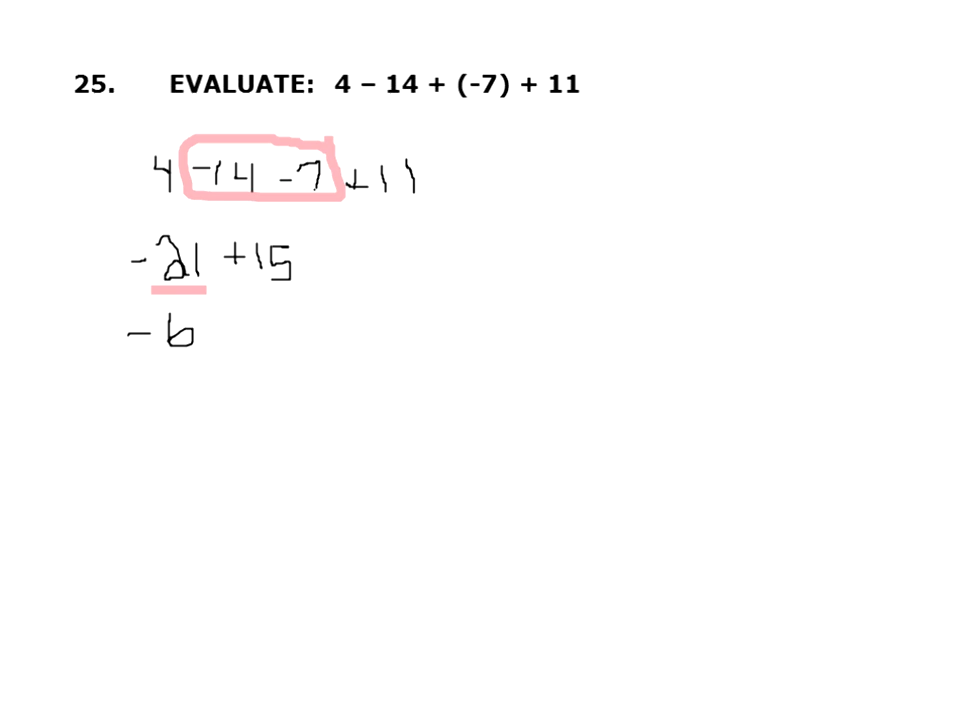 25. EVALUATE: 4 – 14 + (-7) + 11
4 -14 -7 +11
-21 +15
-6